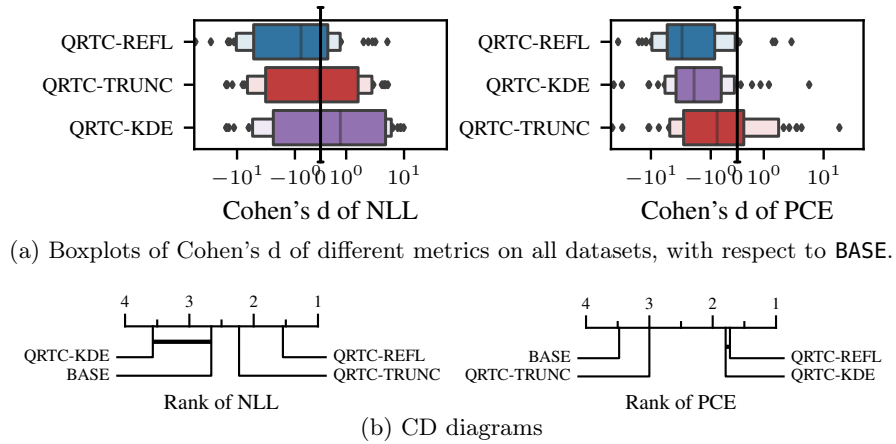 QRTC-REFL
QRTC-TRUNC
QRTC-KDE
−10¹ −10⁰ 0 10⁰ 10¹
Cohen's d of NLL
QRTC-REFL
QRTC-KDE
QRTC-TRUNC
−10¹ −10⁰ 0 10⁰ 10¹
Cohen's d of PCE
(a) Boxplots of Cohen's d of different metrics on all datasets, with respect to BASE.
4 3 2 1
QRTC-KDE QRTC-REFL
BASE QRTC-TRUNC
Rank of NLL
4 3 2 1
BASE QRTC-REFL
QRTC-TRUNC QRTC-KDE
Rank of PCE
(b) CD diagrams